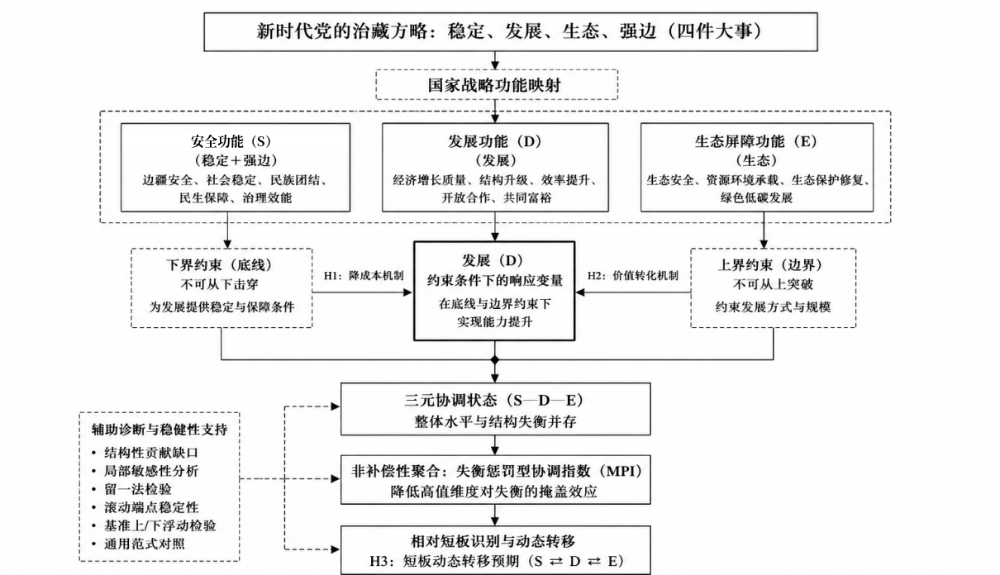 新时代党的治藏方略：稳定、发展、生态、强边（四件大事）
国家战略功能映射
安全功能（S）
（稳定＋强边）
边疆安全、社会稳定、民族团结、
民生保障、治理效能
发展功能（D）
（发展）
经济增长质量、结构升级、效率提升、
开放合作、共同富裕
生态屏障功能（E）
（生态）
生态安全、资源环境承载、生态保护修复、
绿色低碳发展
下界约束（底线）
不可从下击穿
为发展提供稳定与保障条件
H1：降成本机制
发展（D）
约束条件下的响应变量
在底线与边界约束下
实现能力提升
H2：价值转化机制
上界约束（边界）
不可从上突破
约束发展方式与规模
三元协调状态（S—D—E）
整体水平与结构失衡并存
辅助诊断与稳健性支持
• 结构性贡献缺口
• 局部敏感性分析
• 留一法检验
• 滚动端点稳定性
• 基准上/下浮动检验
• 通用范式对照
非补偿性聚合：失衡惩罚型协调指数（MPI）
降低高值维度对失衡的掩盖效应
相对短板识别与动态转移
H3：短板动态转移预期（S ⇄ D ⇄ E）